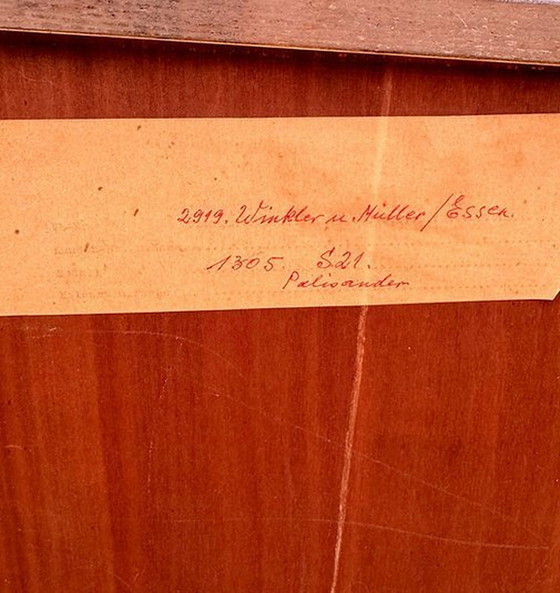 2919. Winkler u. Müller/Essen.
1305. S21.
Palisander